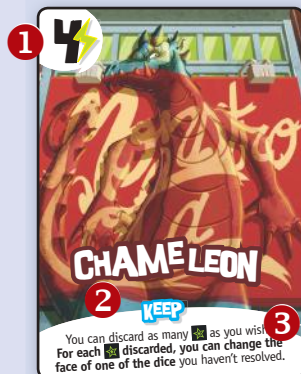 1
4
CHAMELEON
2
KEEP
3
You can discard as many as you wish
For each discarded, you can change the
face of one of the dice you haven't resolved.